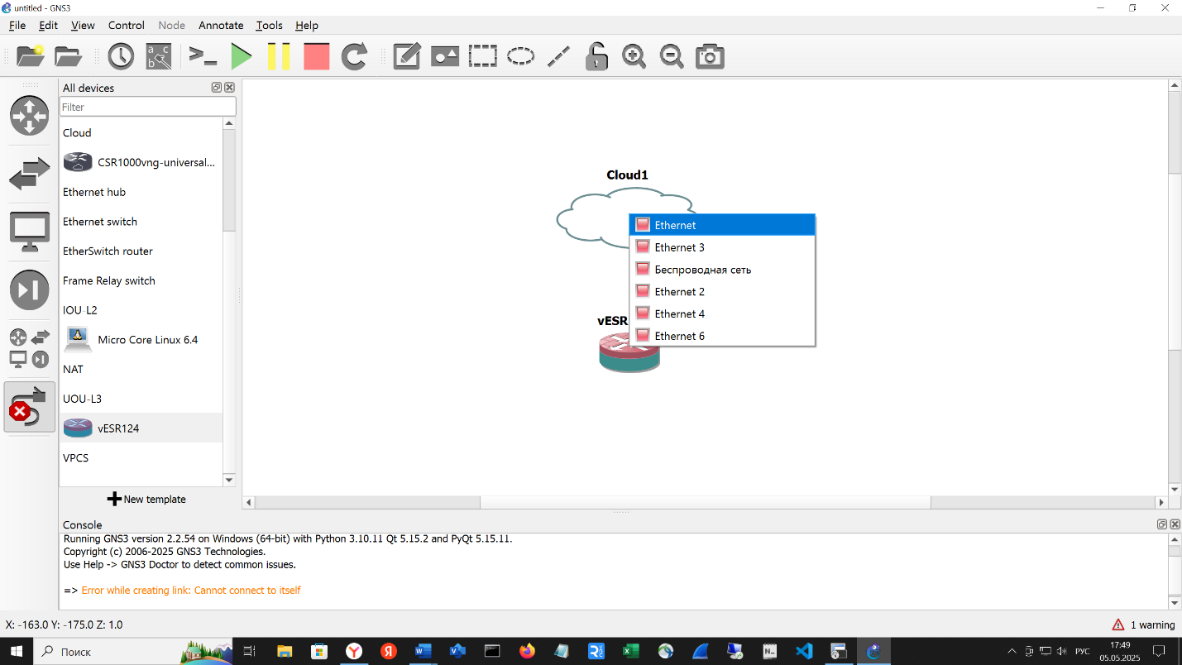 untitled - GNS3
File Edit View Control Node Annotate Tools Help
All devices
Filter
Cloud
CSR1000vng-universal...
Ethernet hub
Ethernet switch
EtherSwitch router
Frame Relay switch
IOU-L2
Micro Core Linux 6.4
NAT
UOU-L3
vESR124
VPCS
New template
Cloud1
Ethernet
Ethernet 3
Беспроводная сеть
Ethernet 2
Ethernet 4
Ethernet 6
vESR
Console
Running GNS3 version 2.2.54 on Windows (64-bit) with Python 3.10.11 Qt 5.15.2 and PyQt 5.15.11.
Copyright (c) 2006-2025 GNS3 Technologies.
Use Help -> GNS3 Doctor to detect common issues.
=> Error while creating link: Cannot connect to itself
X: -163.0 Y: -175.0 Z: 1.0
1 warning
Поиск
РУС
17:49
05.05.2025